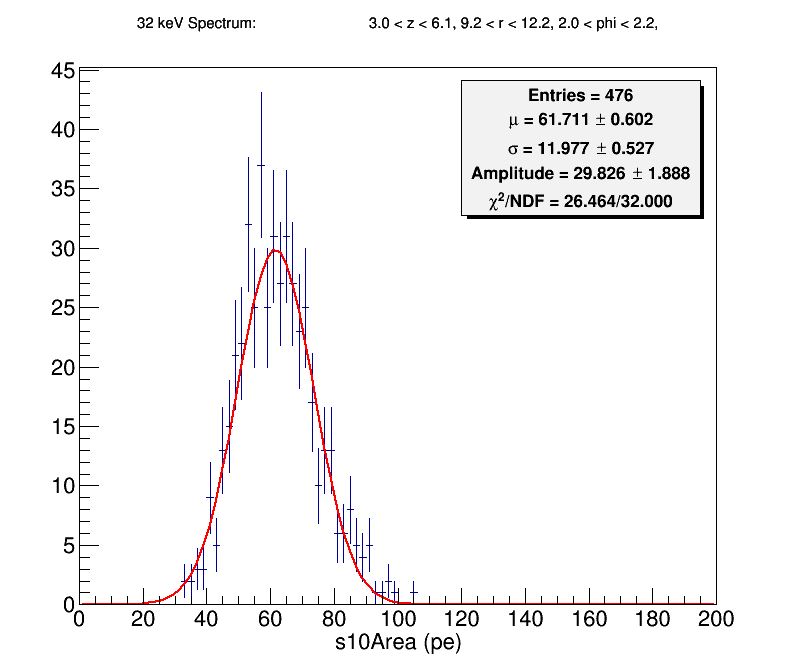 32 keV Spectrum: 3.0 < z < 6.1, 9.2 < r < 12.2, 2.0 < phi < 2.2,
45
40
35
30
25
20
15
10
5
0
Entries = 476
μ = 61.711 ± 0.602
σ = 11.977 ± 0.527
Amplitude = 29.826 ± 1.888
χ²/NDF = 26.464/32.000
0 20 40 60 80 100 120 140 160 180 200
s10Area (pe)